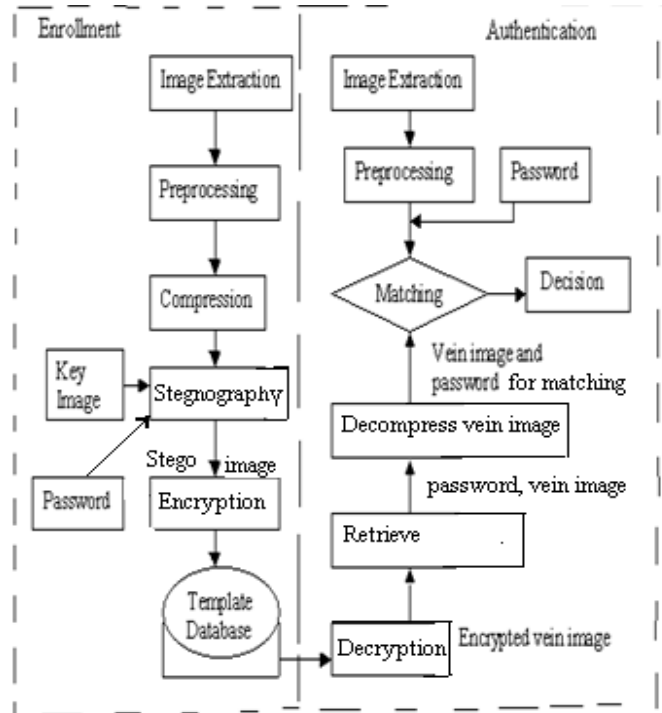 Enrollment
Image Extraction
Preprocessing
Compression
Key
Image
Stegnography
Stego image
Password
Encryption
Template
Database
Authentication
Image Extraction
Preprocessing
Password
Matching
Decision
Vein image and
password for matching
Decompress vein image
password, vein image
Retrieve .
Decryption
Encrypted vein image